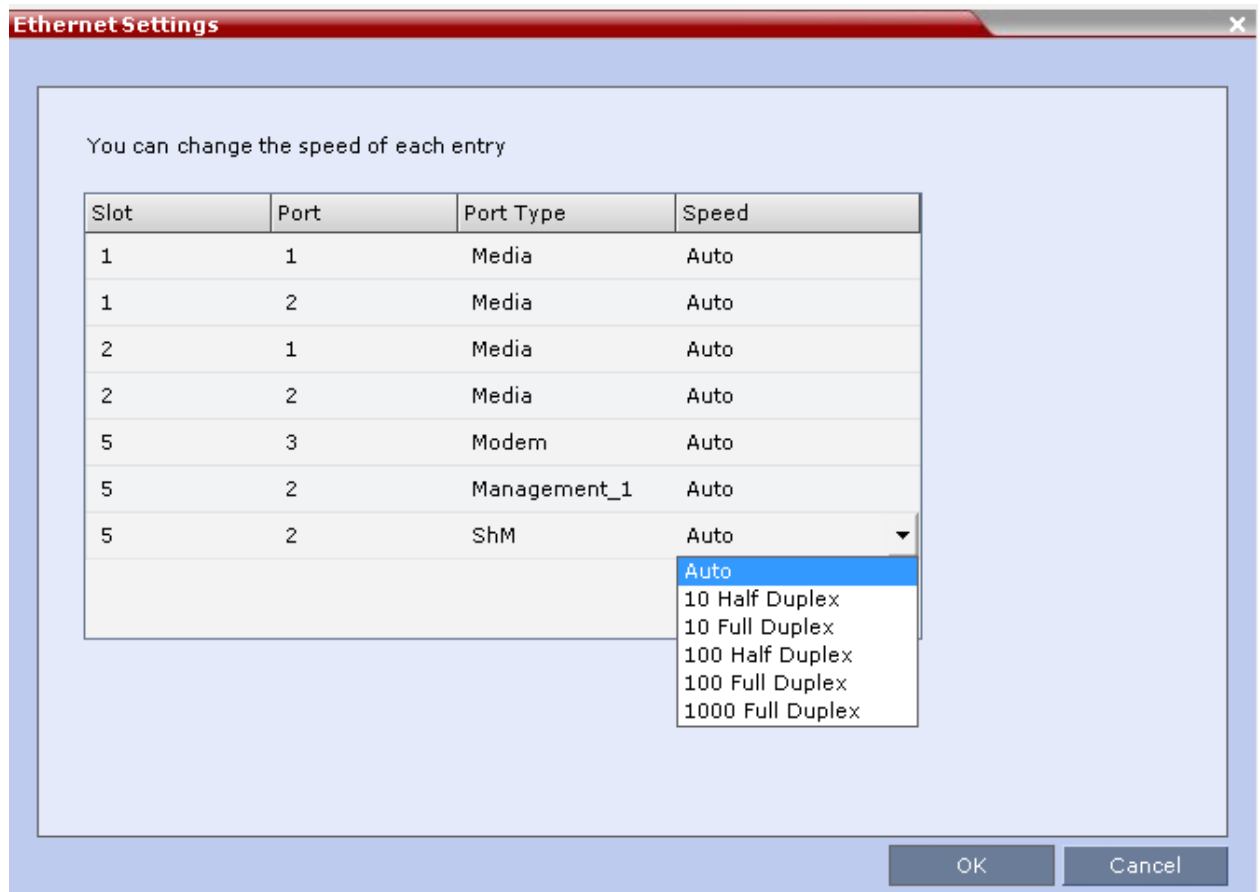 Ethernet Settings
You can change the speed of each entry
Slot Port Port Type Speed
1 1 Media Auto
1 2 Media Auto
2 1 Media Auto
2 2 Media Auto
5 3 Modem Auto
5 2 Management_1 Auto
5 2 ShM Auto
Auto
10 Half Duplex
10 Full Duplex
100 Half Duplex
100 Full Duplex
1000 Full Duplex
OK Cancel